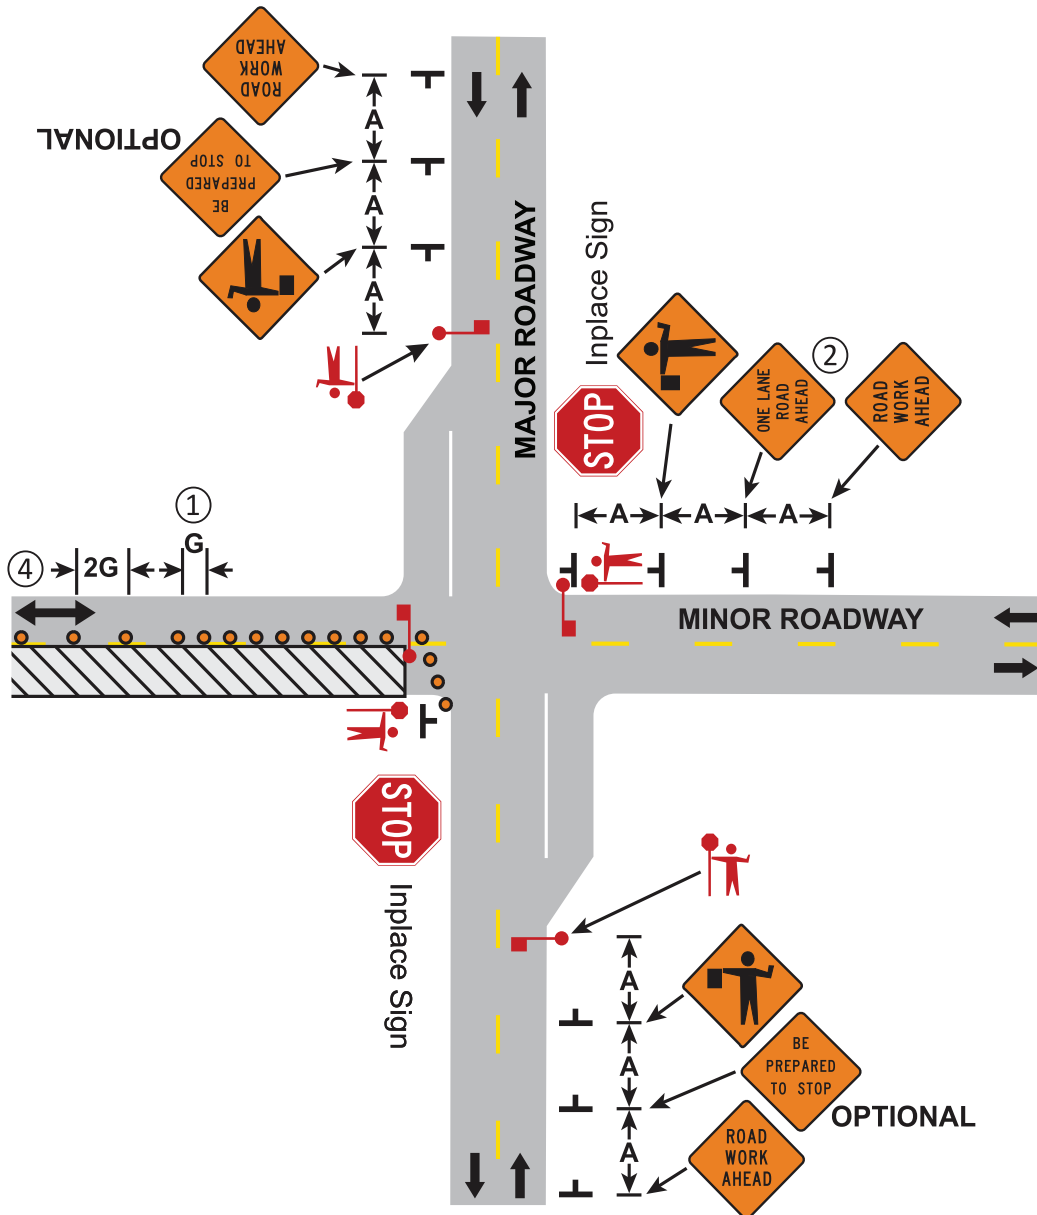 ROAD
WORK
AHEAD
OPTIONAL
BE
PREPARED
TO STOP
A
A
A
MAJOR ROADWAY
Inplace Sign
STOP
2
ONE LANE
ROAD
AHEAD
ROAD
WORK
AHEAD
A
A
A
1
G
4
2G
MINOR ROADWAY
STOP
Inplace Sign
A
A
A
BE
PREPARED
TO STOP
OPTIONAL
ROAD
WORK
AHEAD